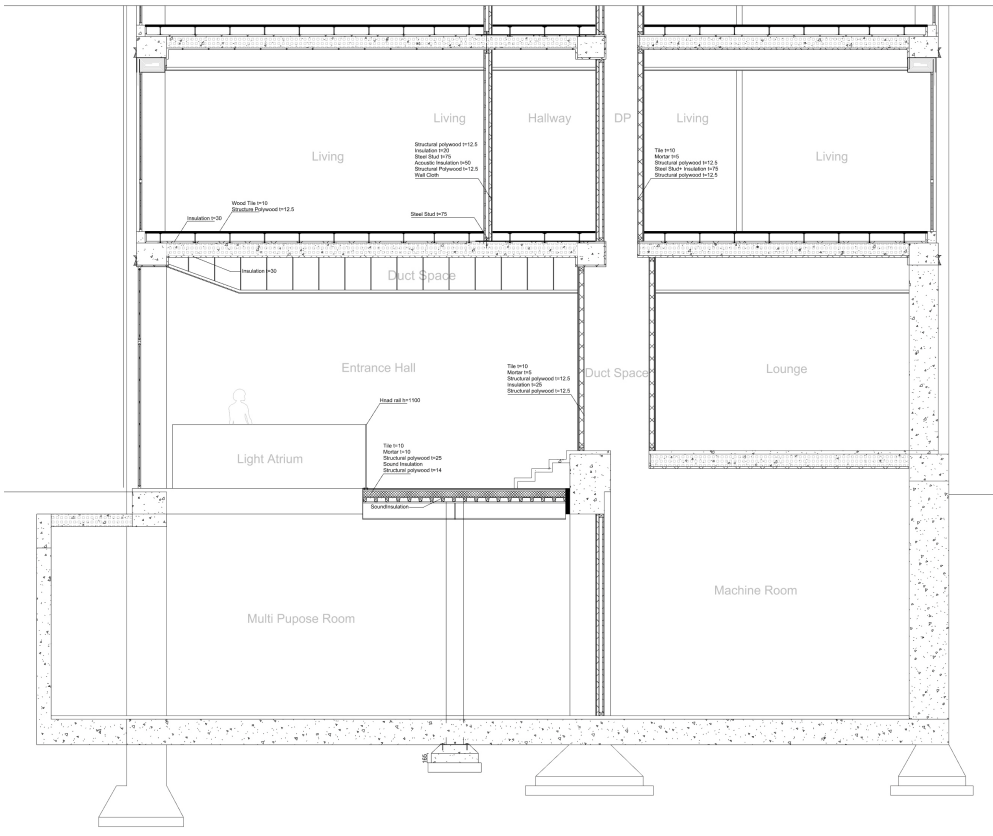 Living
Hallway
DP
Living
Structural polywood t=12.5
Insulation t=20
Steel Stud t=75
Acoustic Insulation t=50
Structural Polywood t=12.5
Wall Cloth
Tile t=10
Mortar t=5
Structural polywood t=12.5
Steel Stud+ Insulation t=75
Structural polywood t=12.5
Living
Living
Wood Tile t=10
Structure Polywood t=12.5
Insulation t=30
Steel Stud t=75
Insulation t=30
Duct Space
Entrance Hall
Tile t=10
Mortar t=5
Structural polywood t=12.5
Insulation t=25
Structural polywood t=12.5
Duct Space
Lounge
Hnad rail h=1100
Light Atrium
Tile t=10
Mortar t=10
Structural polywood t=25
Sound Insulation
Structural polywood t=14
SoundInsulation
Multi Pupose Room
Machine Room
165